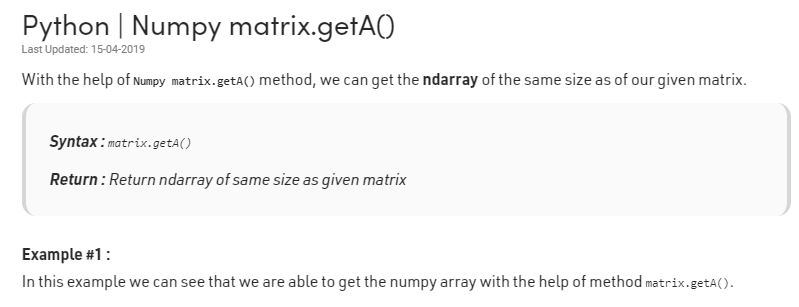 Python | Numpy matrix.getA()
Last Updated: 15-04-2019
With the help of Numpy matrix.getA() method, we can get the ndarray of the same size as of our given matrix.
Syntax : matrix.getA()
Return : Return ndarray of same size as given matrix
Example #1 :
In this example we can see that we are able to get the numpy array with the help of method matrix.getA().